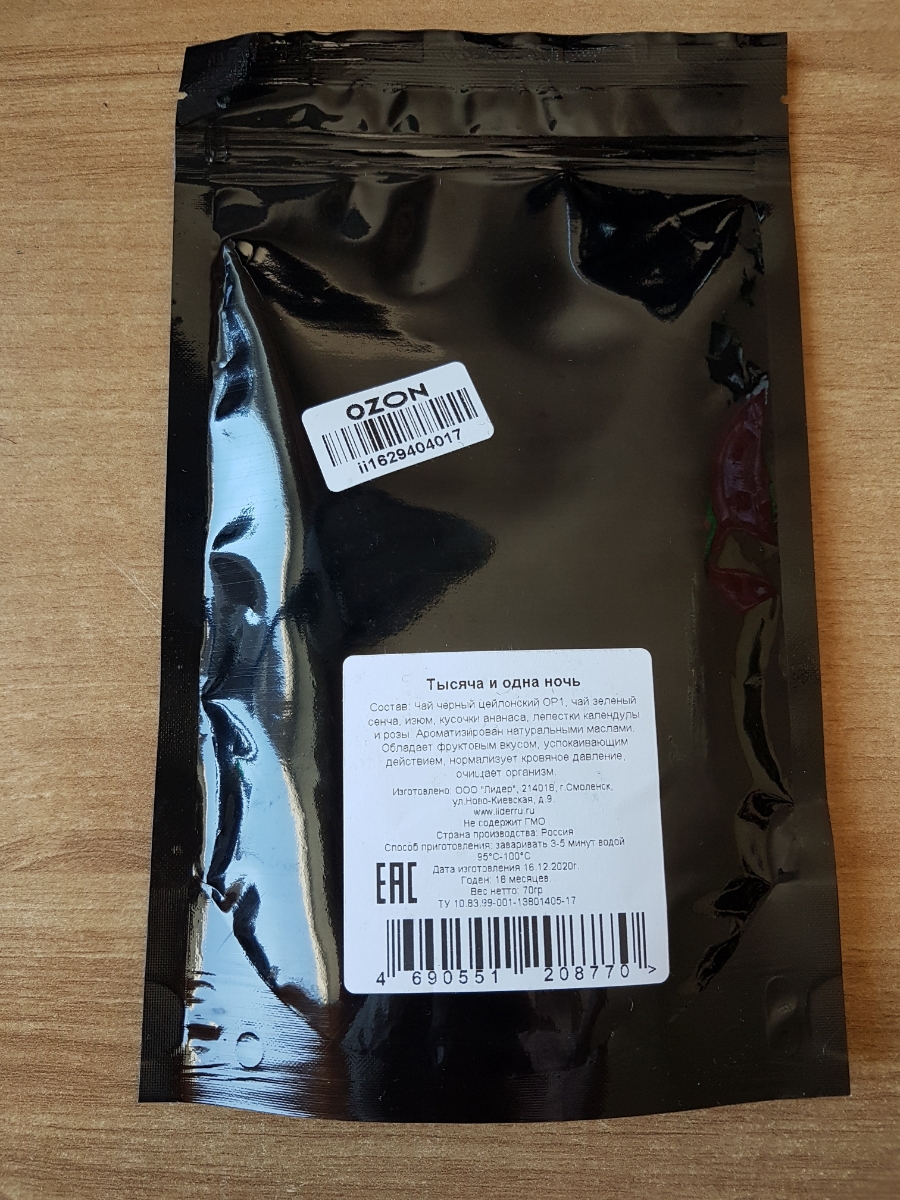 OZON
ii1629404017
Тысяча и одна ночь
Состав: чай черный цейлонский ОР1, чай зеленый
сенча, изюм, кусочки ананаса, лепестки календулы
и розы. Ароматизирован натуральными маслами.
Обладает фруктовым вкусом, успокаивающим
действием, нормализует кровяное давление,
очищает организм.
Изготовлено: ООО "Лидер", 214018, г.Смоленск,
ул.Ново-Киевская, д.9.
www.liderru.ru
Не содержит ГМО
Страна производства: Россия
Способ приготовления: заваривать 3-5 минут водой
95°С-100°С
Дата изготовления 16.12.2020г.
Годен: 18 месяцев.
Вес нетто: 70гр
ТУ 10.83.99-001-13801405-17
EAC
4 690551 208770 >